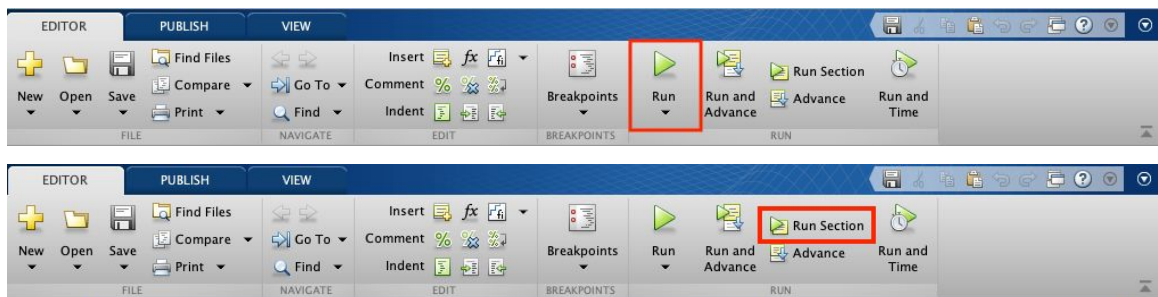 EDITOR PUBLISH VIEW
Find Files Insert fx
New Open Save Compare Go To Comment Breakpoints Run Run and Advance Run Section Advance Run and Time
Print Find Indent
FILE NAVIGATE EDIT BREAKPOINTS RUN
EDITOR PUBLISH VIEW
Find Files Insert fx
New Open Save Compare Go To Comment Breakpoints Run Run and Advance Run Section Advance Run and Time
Print Find Indent
FILE NAVIGATE EDIT BREAKPOINTS RUN